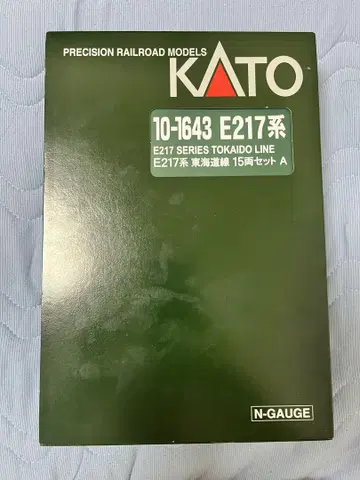 PRECISION RAILROAD MODELS
KATO
10-1643 E217系
E217 SERIES TOKAIDO LINE
E217系 東海道線 15両セット A
N-GAUGE